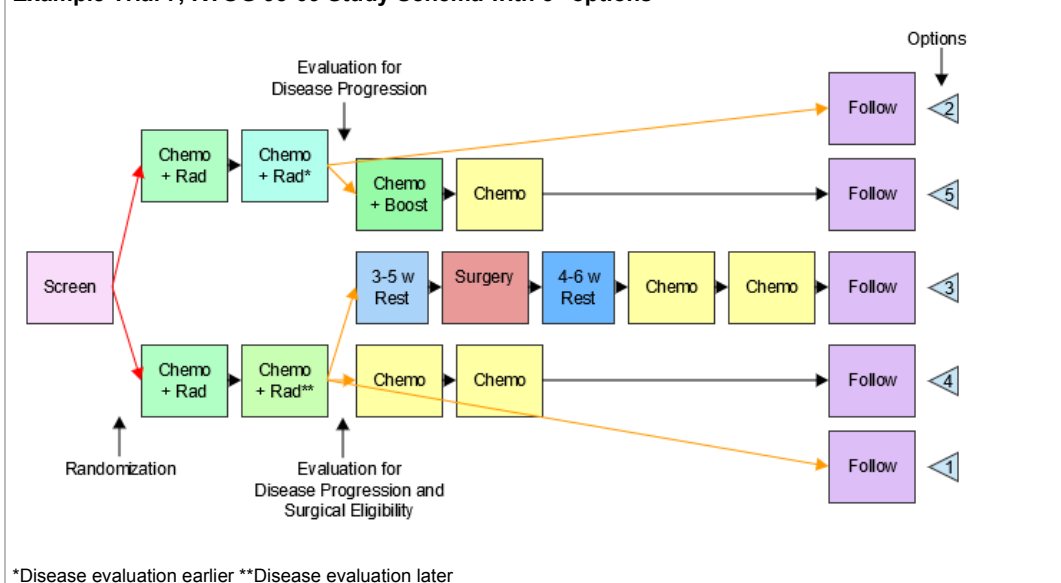 Options
Evaluation for
Disease Progression
Follow
2
Chemo
+ Rad
Chemo
+ Rad*
Chemo
+ Boost
Chemo
Follow
5
Screen
3-5 w
Rest
Surgery
4-6 w
Rest
Chemo
Chemo
Follow
3
Chemo
+ Rad
Chemo
+ Rad**
Chemo
Chemo
Follow
4
Follow
1
Randomization
Evaluation for
Disease Progression and
Surgical Eligibility
*Disease evaluation earlier **Disease evaluation later